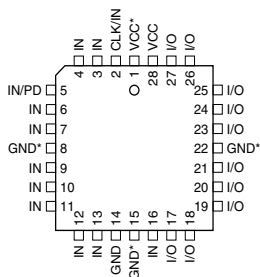 IN
IN
CLK/IN
VCC*
VCC
I/O
I/O
4
3
2
1
28
27
26
IN/PD 5
IN 6
IN 7
GND* 8
IN 9
IN 10
IN 11
25 I/O
24 I/O
23 I/O
22 GND*
21 I/O
20 I/O
19 I/O
12
13
14
15
16
17
18
IN
IN
GND
GND*
IN
I/O
I/O